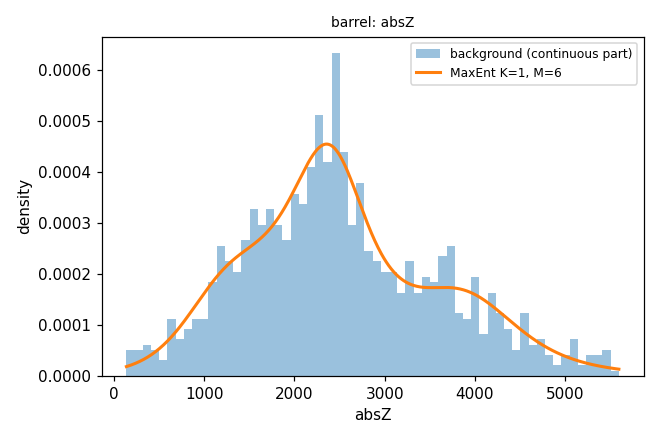 barrel: absZ
background (continuous part)
MaxEnt K=1, M=6
density
0.0006
0.0005
0.0004
0.0003
0.0002
0.0001
0.0000
0 1000 2000 3000 4000 5000
absZ